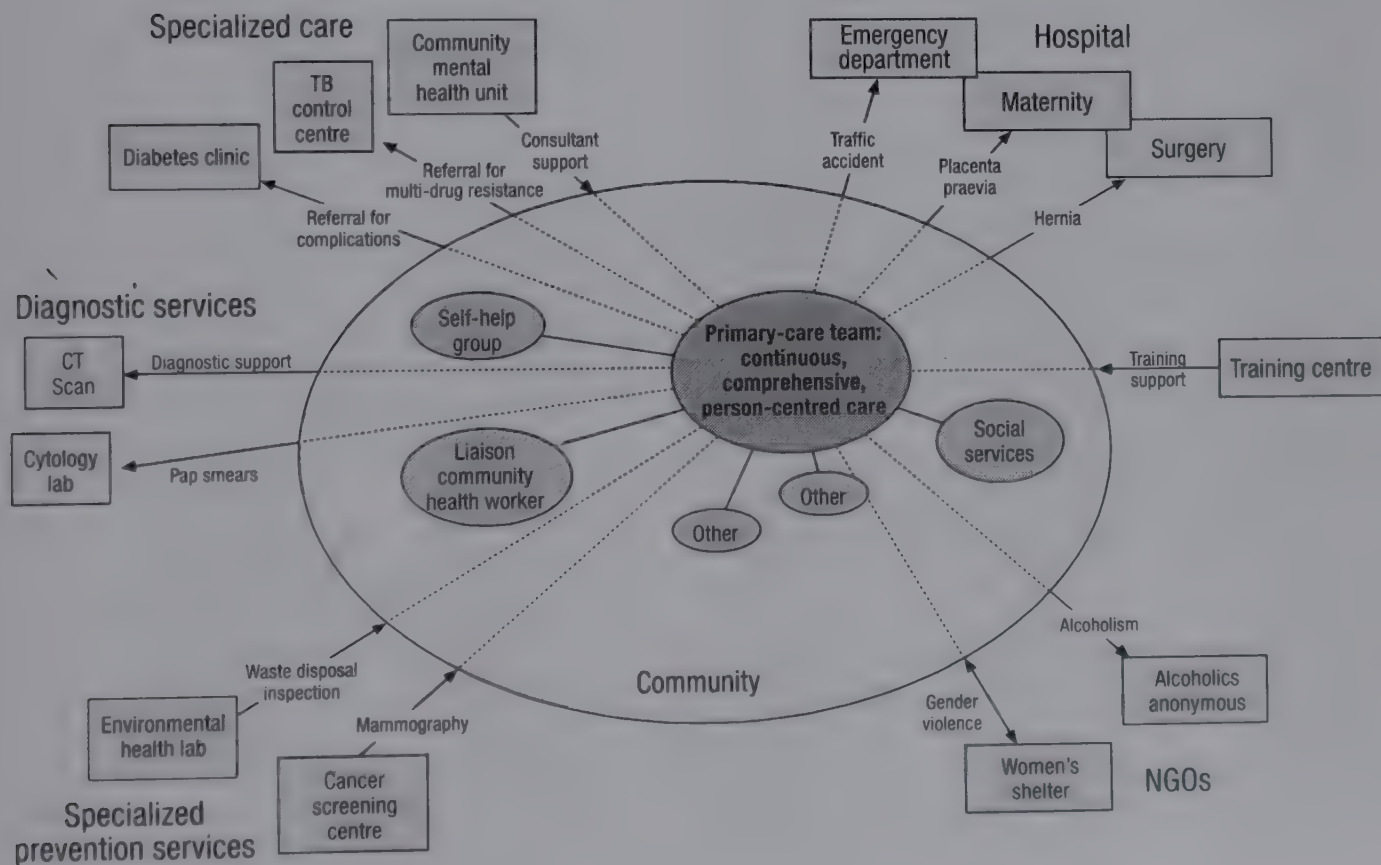 Specialized care
Community
mental
health unit
TB
control
centre
Diabetes clinic
Consultant
support
Referral for
multi-drug resistance
Referral for
complications
Emergency
department
Hospital
Maternity
Surgery
Traffic
accident
Placenta
praevia
Hernia
Diagnostic services
CT
Scan
Diagnostic support
Cytology
lab
Pap smears
Self-help
group
Primary-care team:
continuous,
comprehensive,
person-centred care
Training
support
Training centre
Liaison
community
health worker
Social
services
Other
Other
Community
Waste disposal
inspection
Environmental
health lab
Mammography
Cancer
screening
centre
Specialized
prevention services
Alcoholism
Alcoholics
anonymous
Gender
violence
Women's
shelter
NGOs